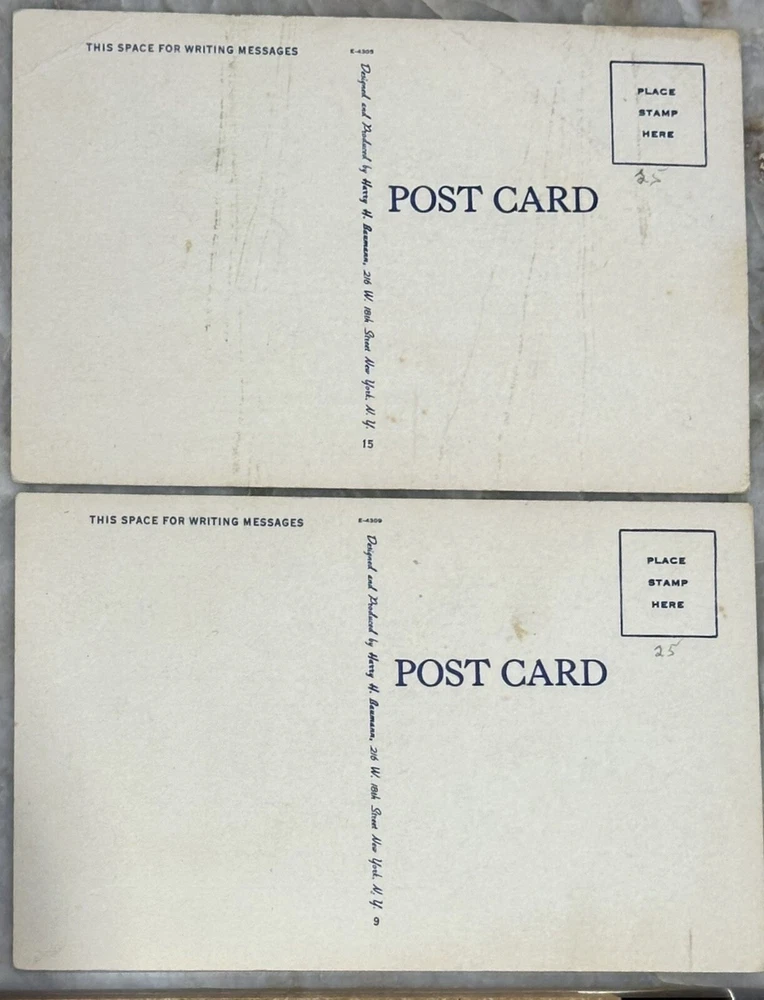 THIS SPACE FOR WRITING MESSAGES
E-4305
Designed and Produced by Harry H. Baumann, 216 W. 18th Street New York, N. Y.
15
POST CARD
PLACE
STAMP
HERE
25
THIS SPACE FOR WRITING MESSAGES
E-4309
Designed and Produced by Harry H. Baumann, 216 W. 18th Street New York, N. Y.
9
POST CARD
PLACE
STAMP
HERE
25